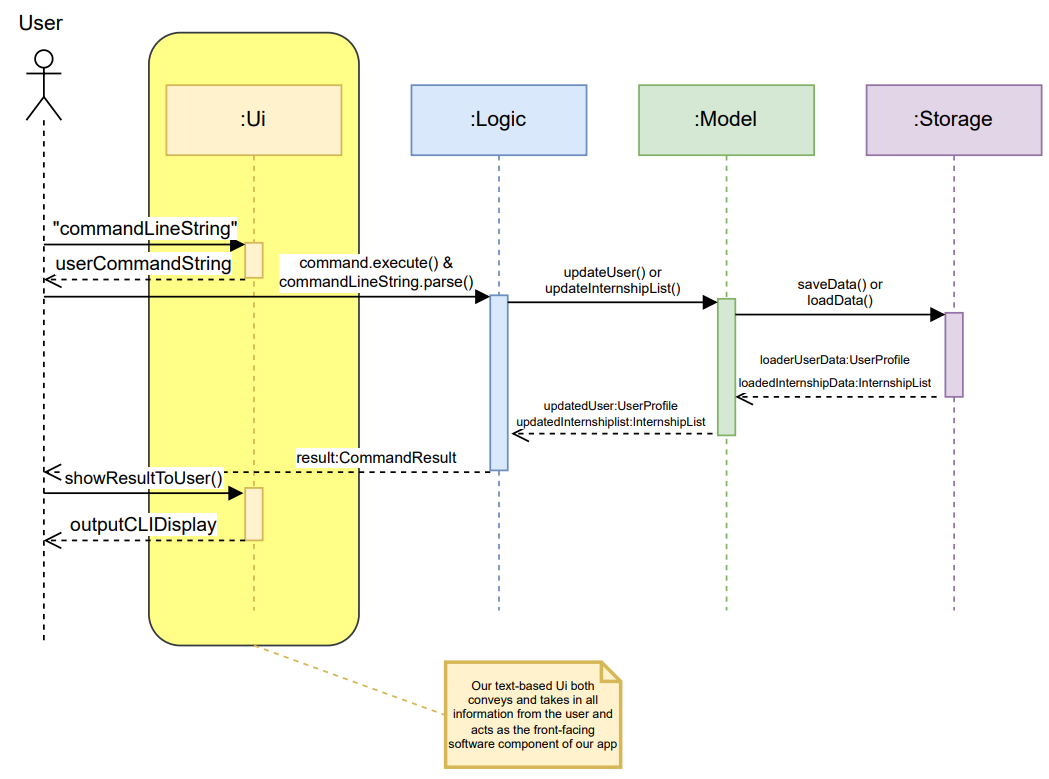 User
:Ui
:Logic
:Model
:Storage
"commandLineString"
userCommandString
command.execute() &
commandLineString.parse()
updateUser() or
updateInternshipList()
saveData() or
loadData()
loaderUserData:UserProfile
loadedInternshipData:InternshipList
updatedUser:UserProfile
updatedInternshiplist:InternshipList
result:CommandResult
showResultToUser()
outputCLIDisplay
Our text-based Ui both
conveys and takes in all
information from the user and
acts as the front-facing
software component of our app